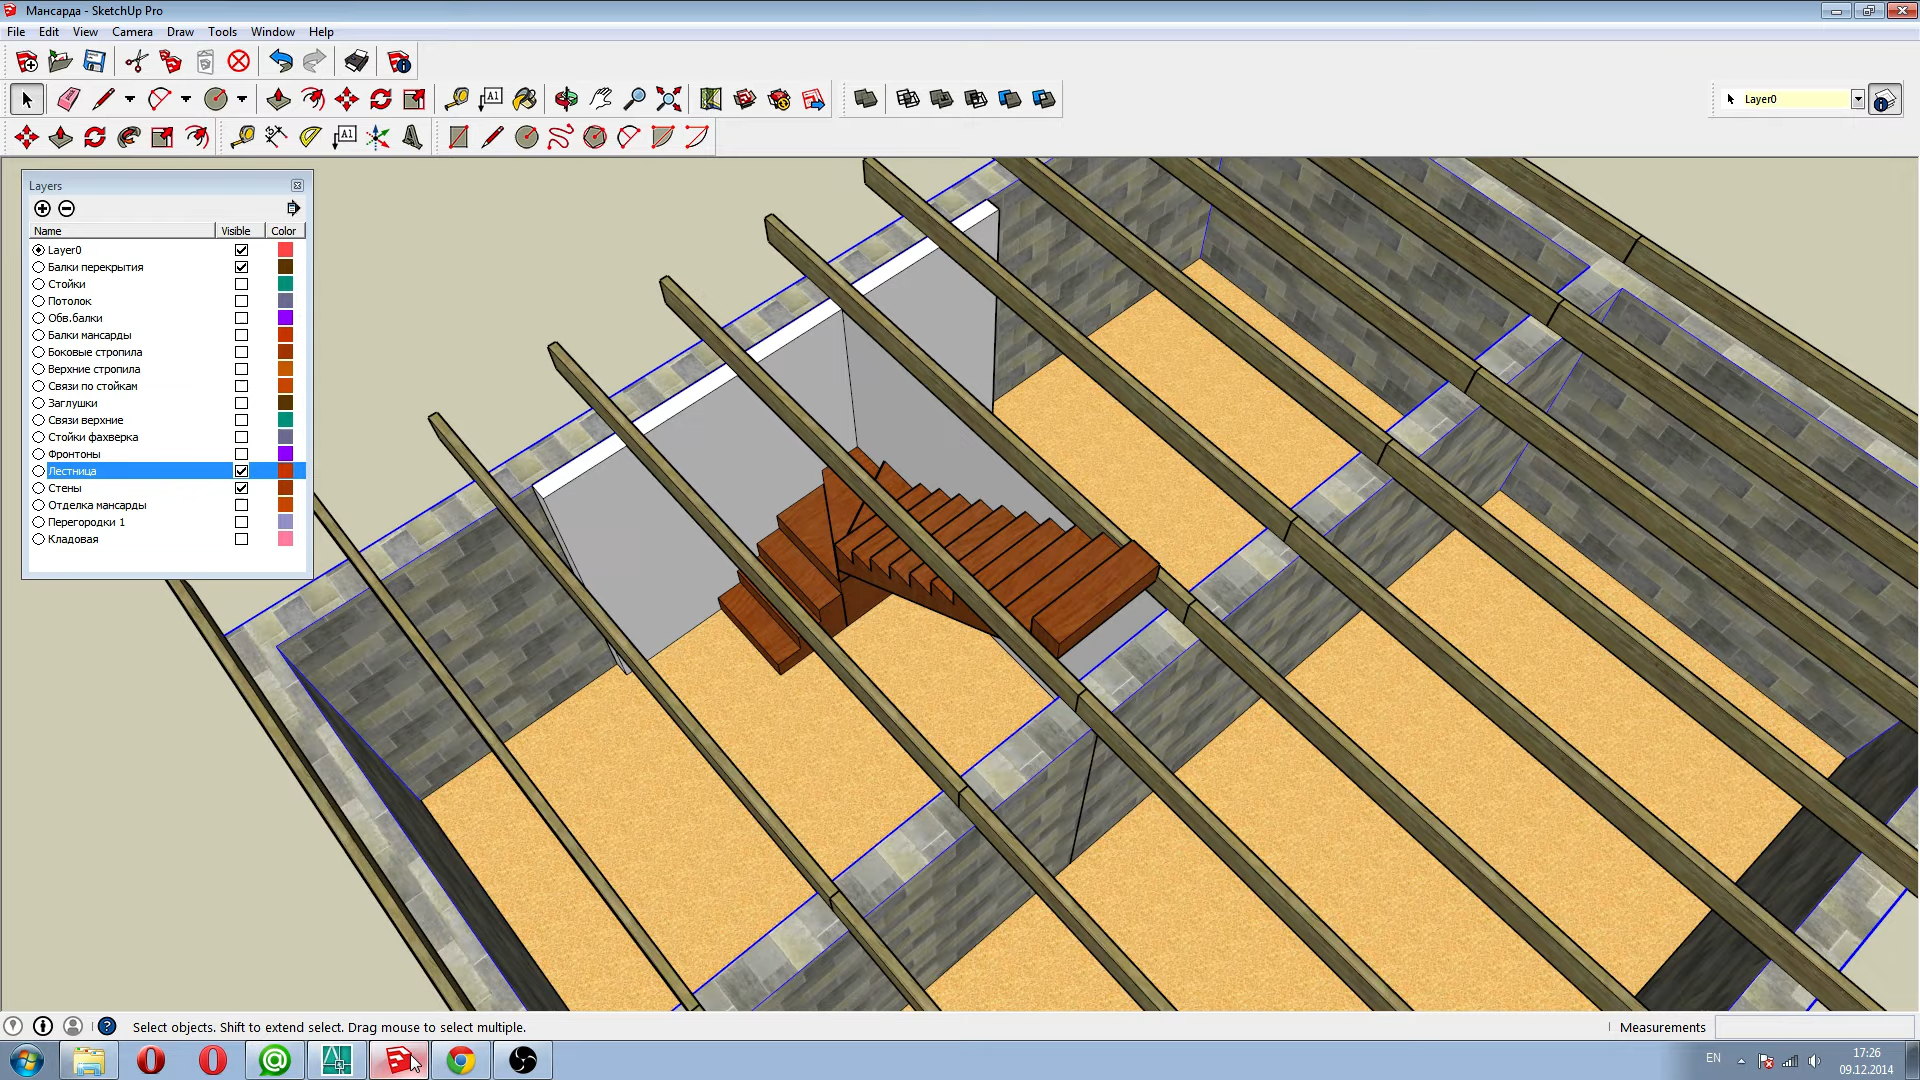 Мансарда - SketchUp Pro
File Edit View Camera Draw Tools Window Help
A1
Layer0
A1
Layers
Name Visible Color
Layer0
Балки перекрытия
Стойки
Потолок
Обв.балки
Балки мансарды
Боковые стропила
Верхние стропила
Связи по стойкам
Заглушки
Связи верхние
Стойки фахверка
Фронтоны
Лестница
Стены
Отделка мансарды
Перегородки 1
Кладовая
Select objects. Shift to extend select. Drag mouse to select multiple.
Measurements
EN
17:26
09.12.2014